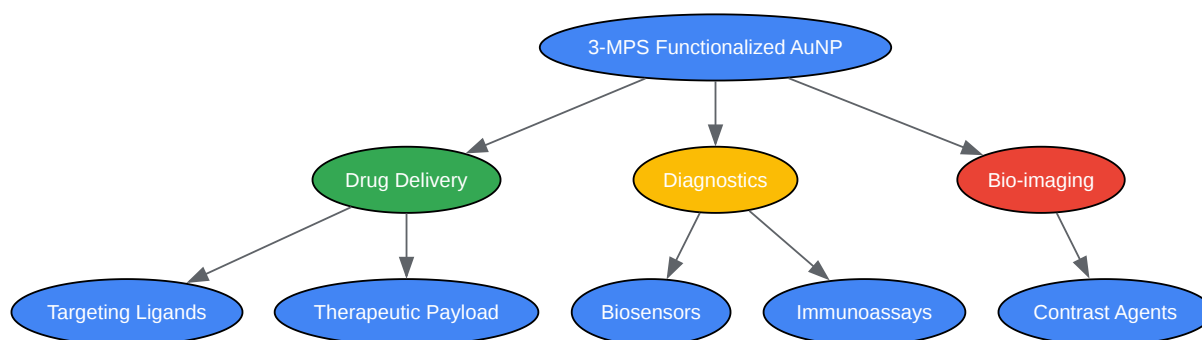 3-MPS Functionalized AuNP
Drug Delivery
Diagnostics
Bio-imaging
Targeting Ligands
Therapeutic Payload
Biosensors
Immunoassays
Contrast Agents